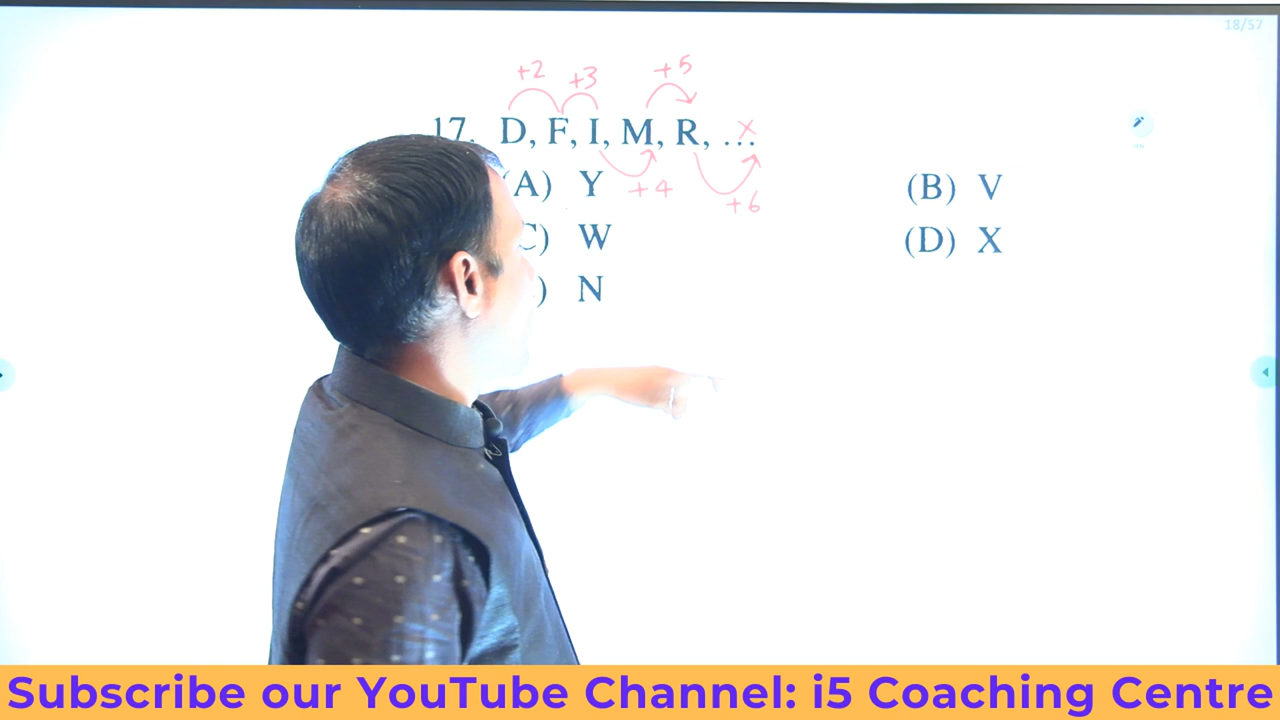 18/57
+2 +3 +5
17. D, F, I, M, R, ... X
+4 +6
(A) Y (B) V
C) W (D) X
) N
Subscribe our YouTube Channel: i5 Coaching Centre